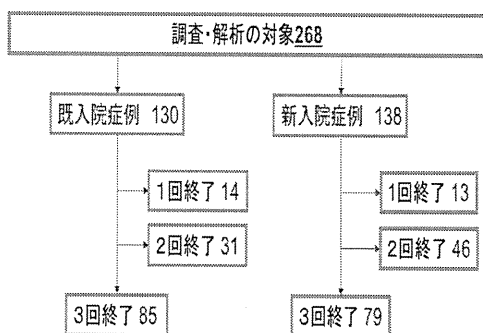 調査・解析の対象268
既入院症例 130
新入院症例 138
1回終了 14
1回終了 13
2回終了 31
2回終了 46
3回終了 85
3回終了 79